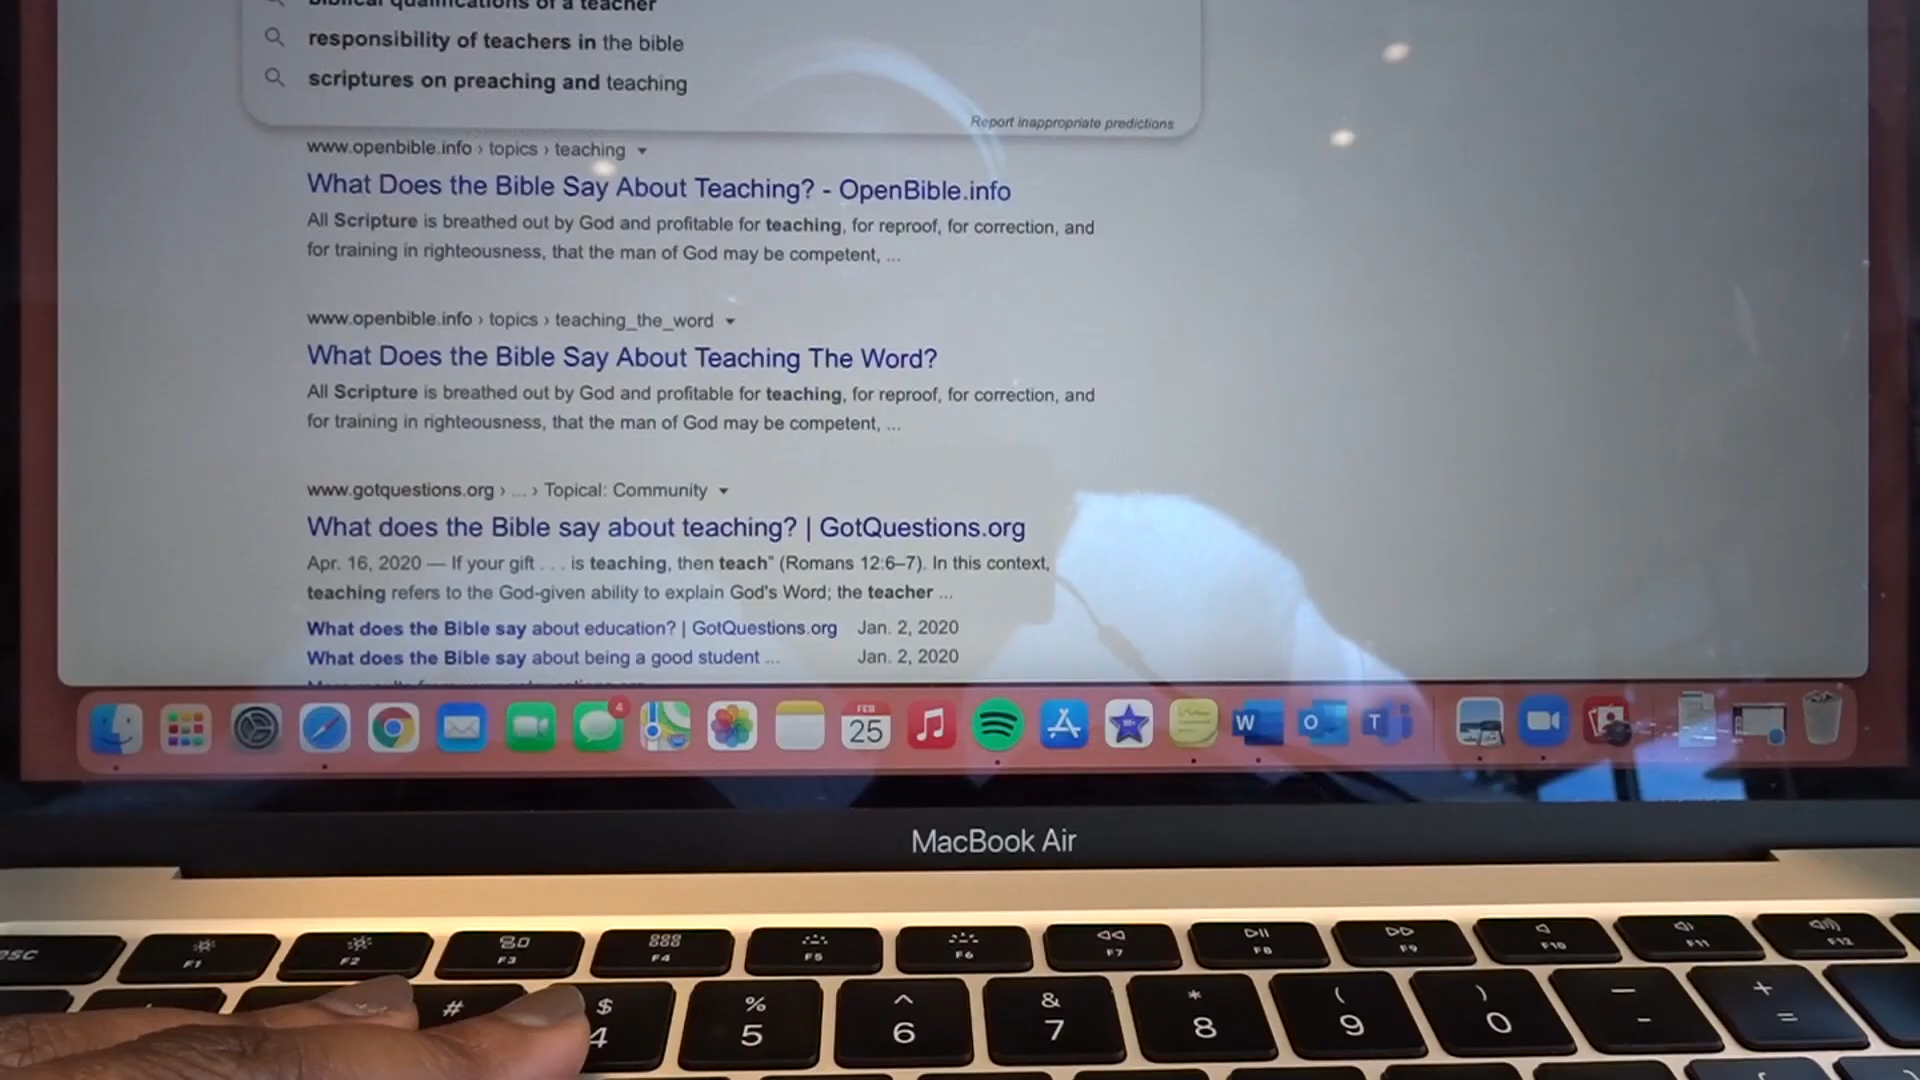 biblical qualifications of a teacher
responsibility of teachers in the bible
scriptures on preaching and teaching
Report inappropriate predictions
www.openbible.info › topics › teaching
What Does the Bible Say About Teaching? - OpenBible.info
All Scripture is breathed out by God and profitable for teaching, for reproof, for correction, and
for training in righteousness, that the man of God may be competent, ...
www.openbible.info › topics › teaching_the_word
What Does the Bible Say About Teaching The Word?
All Scripture is breathed out by God and profitable for teaching, for reproof, for correction, and
for training in righteousness, that the man of God may be competent, ...
www.gotquestions.org › ... › Topical: Community
What does the Bible say about teaching? | GotQuestions.org
Apr. 16, 2020 — If your gift . . . is teaching, then teach" (Romans 12:6–7). In this context,
teaching refers to the God-given ability to explain God's Word; the teacher ...
What does the Bible say about education? | GotQuestions.org Jan. 2, 2020
What does the Bible say about being a good student ... Jan. 2, 2020
4
FEB
25
W
O
T
MacBook Air
esc F1 F2 F3 F4 F5 F6 F7 F8 F9 F10 F11 F12
# $ % ^ & * ( ) — +
4 5 6 7 8 9 0 - =